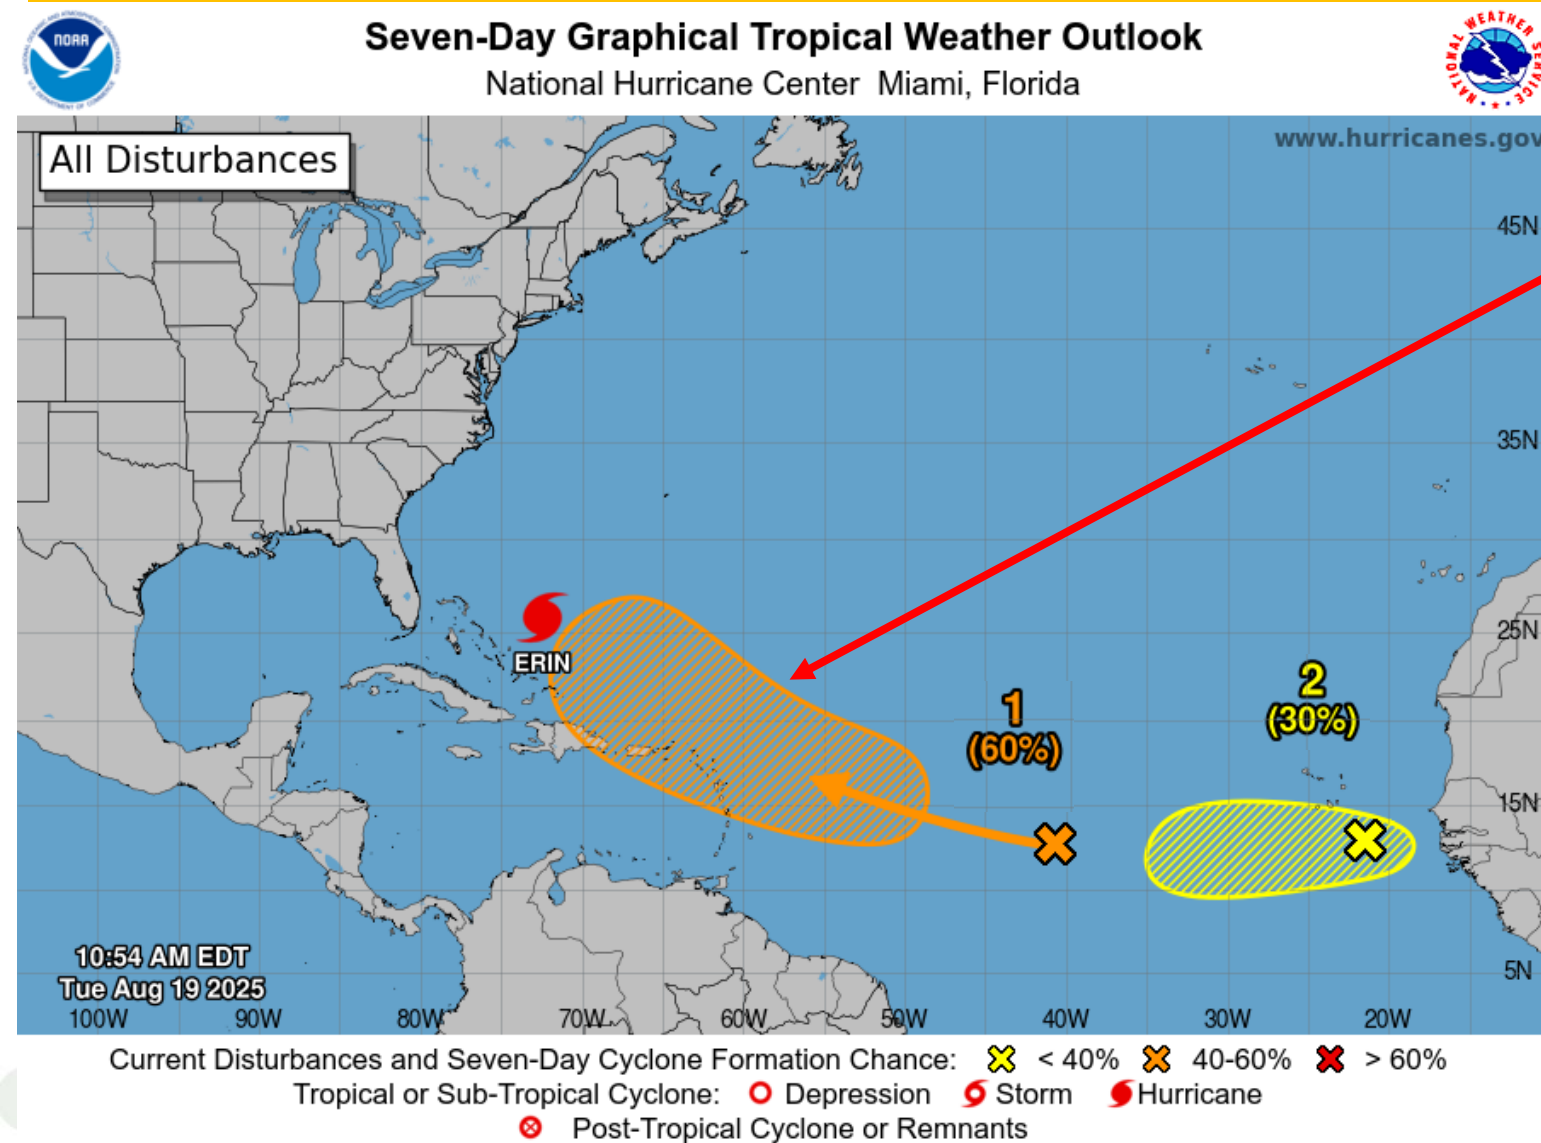 Seven-Day Graphical Tropical Weather Outlook
National Hurricane Center Miami, Florida
NOAA
All Disturbances
www.hurricanes.gov
45N
35N
25N
15N
5N
ERIN
1
(60%)
2
(30%)
10:54 AM EDT
Tue Aug 19 2025
100W 90W 80W 70W 60W 50W 40W 30W 20W
Current Disturbances and Seven-Day Cyclone Formation Chance: < 40% 40-60% > 60%
Tropical or Sub-Tropical Cyclone: Depression Storm Hurricane
Post-Tropical Cyclone or Remnants